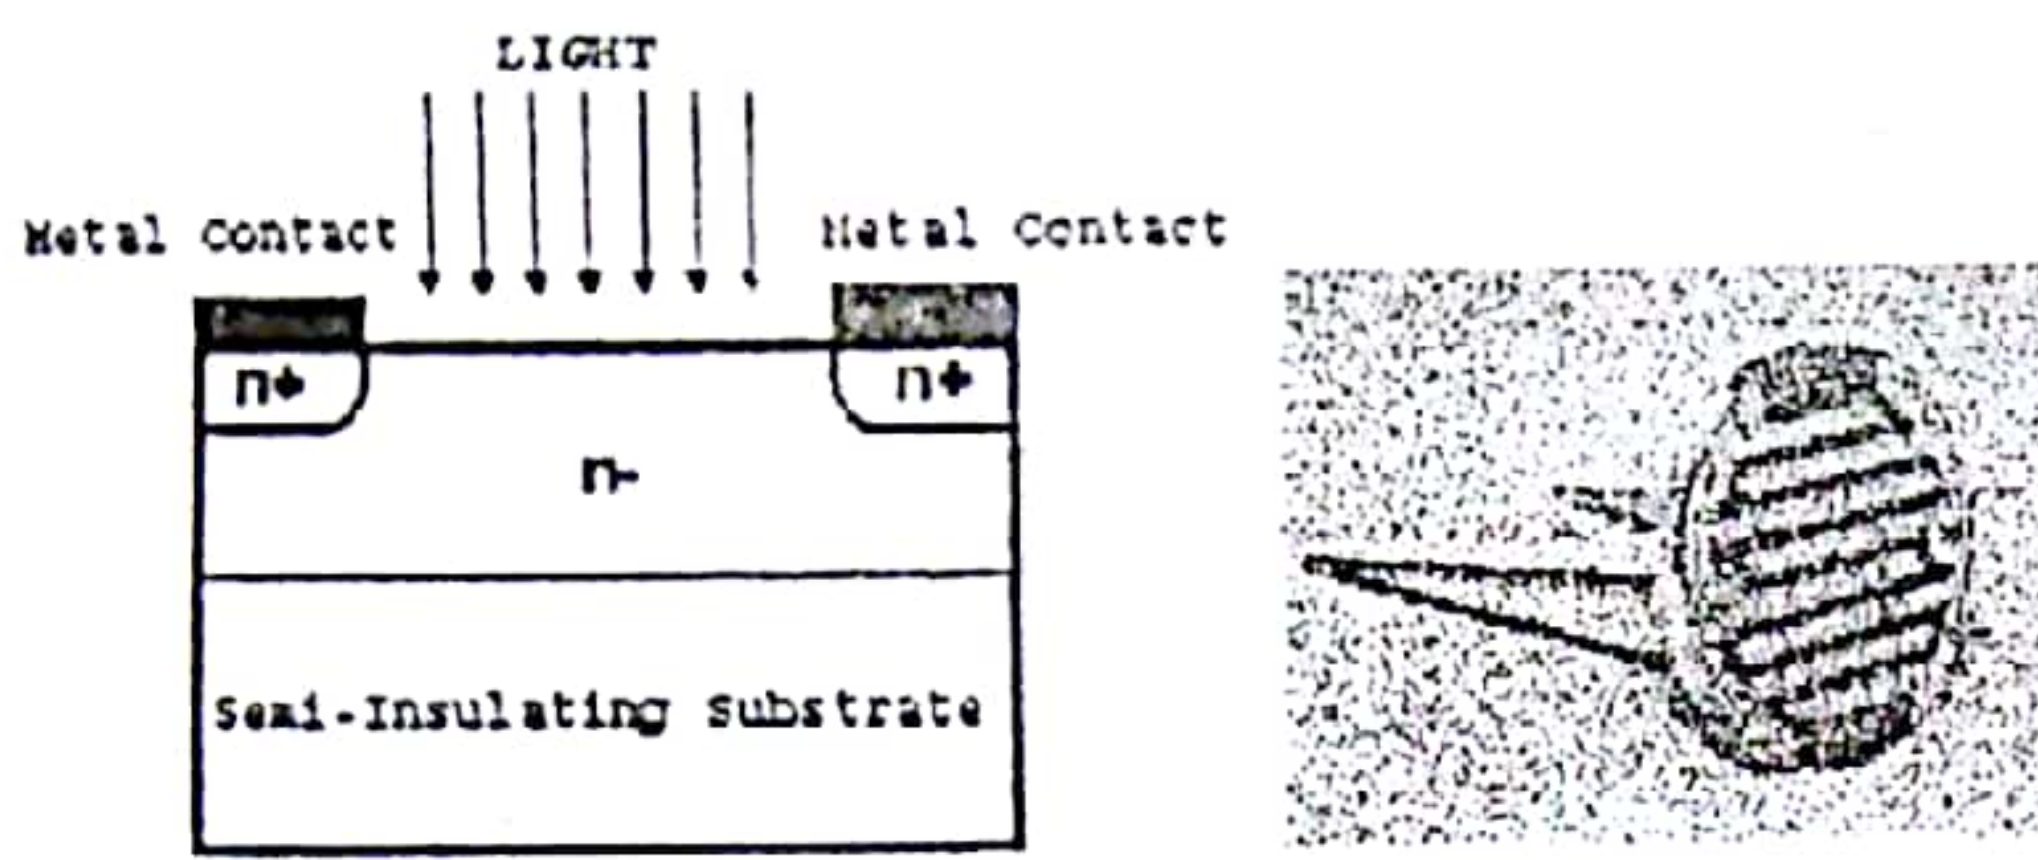 LIGHT
Metal Contact
Metal Contact
n+
n+
n-
Semi-Insulating Substrate